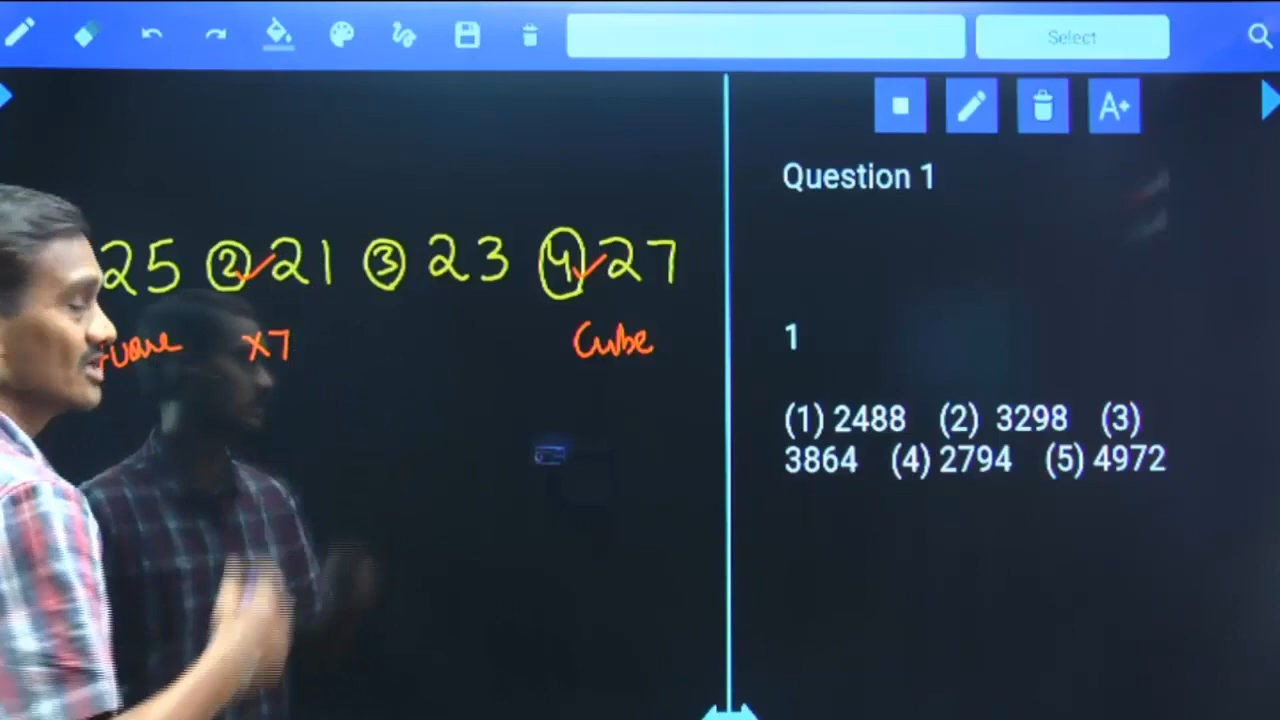 Select
A+
Question 1
25 ② 21 ③ 23 ④ 27
x7 Cube
1
(1) 2488 (2) 3298 (3)
3864 (4) 2794 (5) 4972